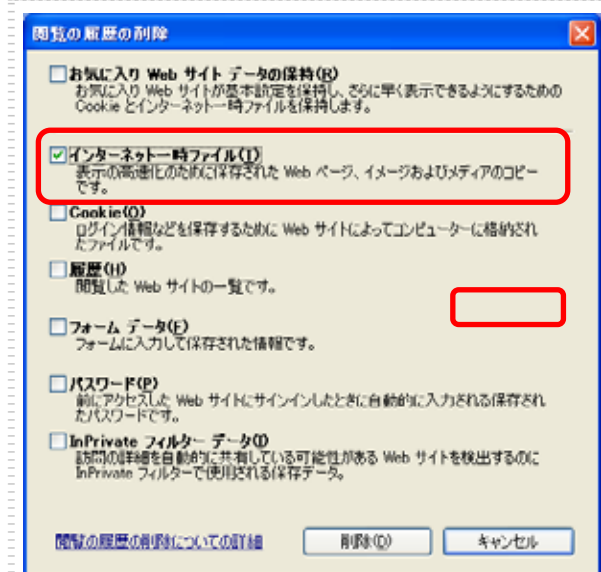 閲覧の履歴の削除
お気に入り Web サイト データの保持(R)
お気に入り Web サイトが基本設定を保持し、さらに早く表示できるようにするための
Cookie とインターネット一時ファイルを保持します。
インターネット一時ファイル(T)
表示の高速化のために保存された Web ページ、イメージおよびメディアのコピー
です。
Cookie(O)
ログイン情報などを保存するために Web サイトによってコンピューターに格納され
たファイルです。
履歴(H)
閲覧した Web サイトの一覧です。
フォーム データ(F)
フォームに入力して保存された情報です。
パスワード(P)
前にアクセスした Web サイトにサインインしたときに自動的に入力される保存され
たパスワードです。
InPrivate フィルター データ(I)
訪問の詳細を自動的に共有している可能性がある Web サイトを検出するのに
InPrivate フィルターで使用される保存データ。
閲覧の履歴の削除についての詳細
削除(D)
キャンセル